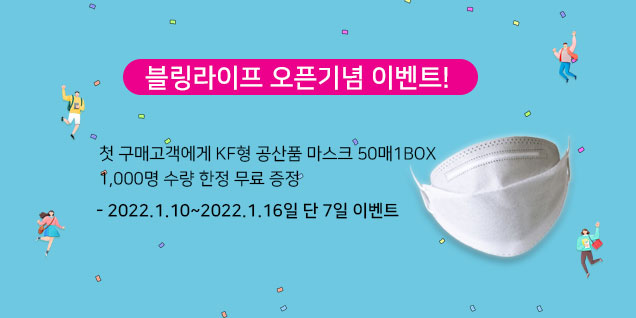 블링라이프 오픈기념 이벤트!
첫 구매고객에게 KF형 공산품 마스크 50매1BOX
1,000명 수량 한정 무료 증정
- 2022.1.10~2022.1.16일 단 7일 이벤트